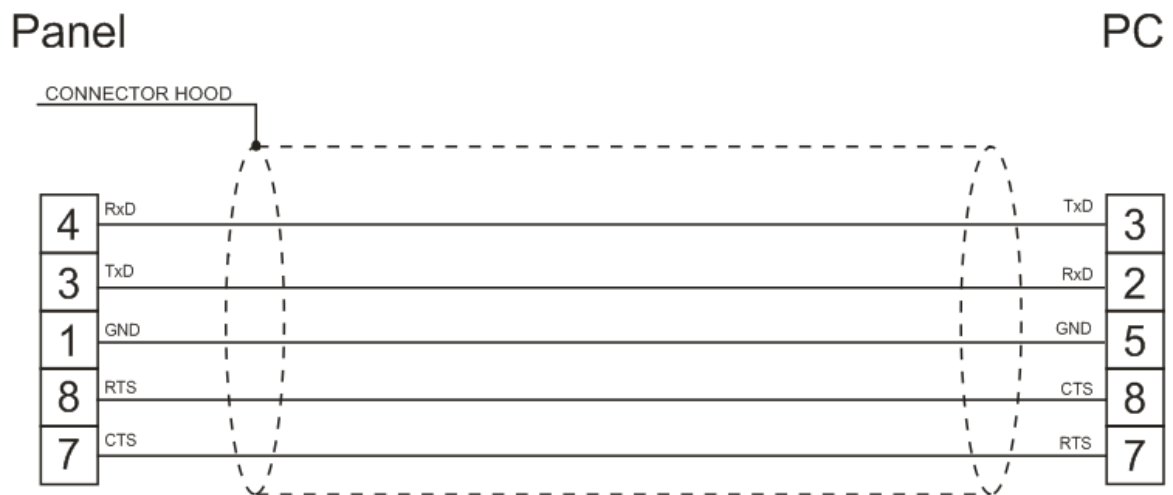 Panel PC
CONNECTOR HOOD
4 RxD TxD 3
3 TxD RxD 2
1 GND GND 5
8 RTS CTS 8
7 CTS RTS 7